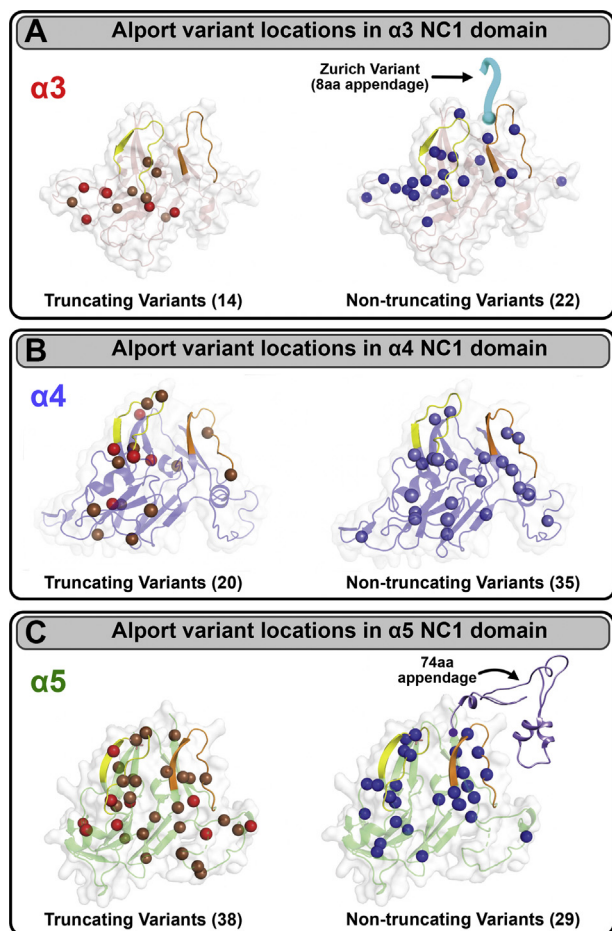 A Alport variant locations in α3 NC1 domain
α3
Zurich Variant
(8aa appendage)
Truncating Variants (14)
Non-truncating Variants (22)
B Alport variant locations in α4 NC1 domain
α4
Truncating Variants (20)
Non-truncating Variants (35)
C Alport variant locations in α5 NC1 domain
α5
74aa
appendage
Truncating Variants (38)
Non-truncating Variants (29)